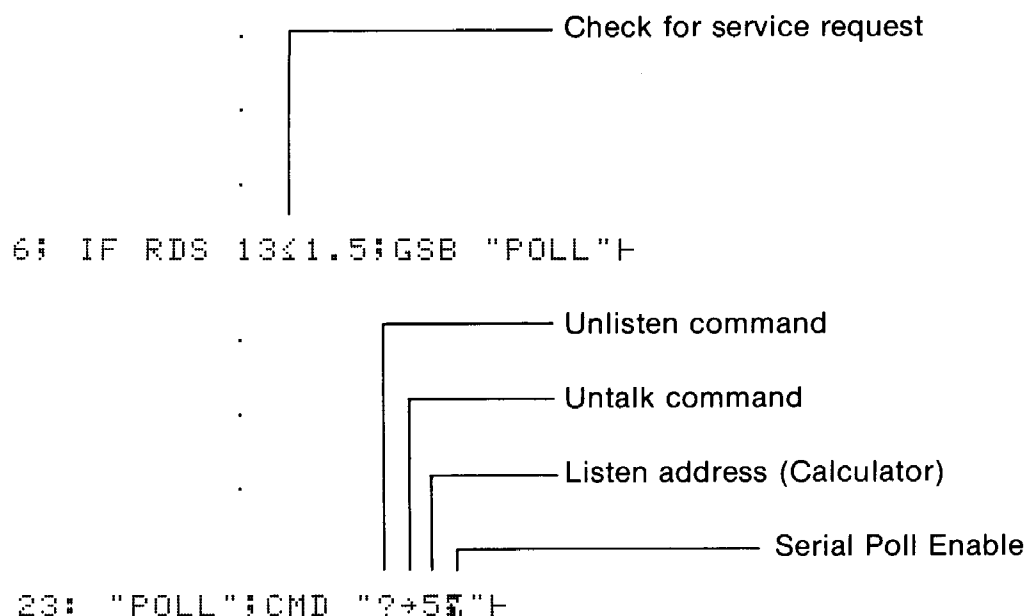 Check for service request
6; IF RDS 13≤1.5;GSB "POLL"⊢
Unlisten command
Untalk command
Listen address (Calculator)
Serial Poll Enable
23: "POLL";CMD "?→5"⊢